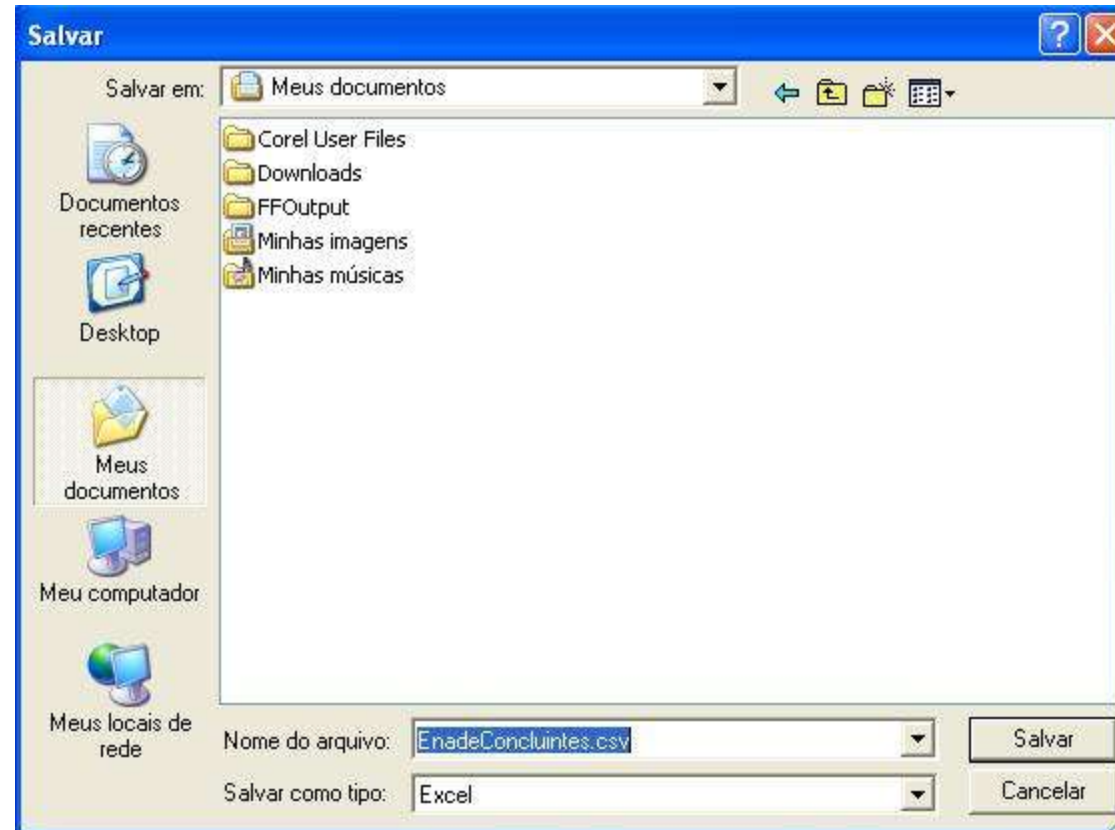 Salvar
Salvar em: Meus documentos
Corel User Files
Downloads
FFOutput
Minhas imagens
Minhas músicas
Documentos
recentes
Desktop
Meus
documentos
Meu computador
Meus locais de
rede
Nome do arquivo: EnadeConcluintes.csv Salvar
Salvar como tipo: Excel Cancelar